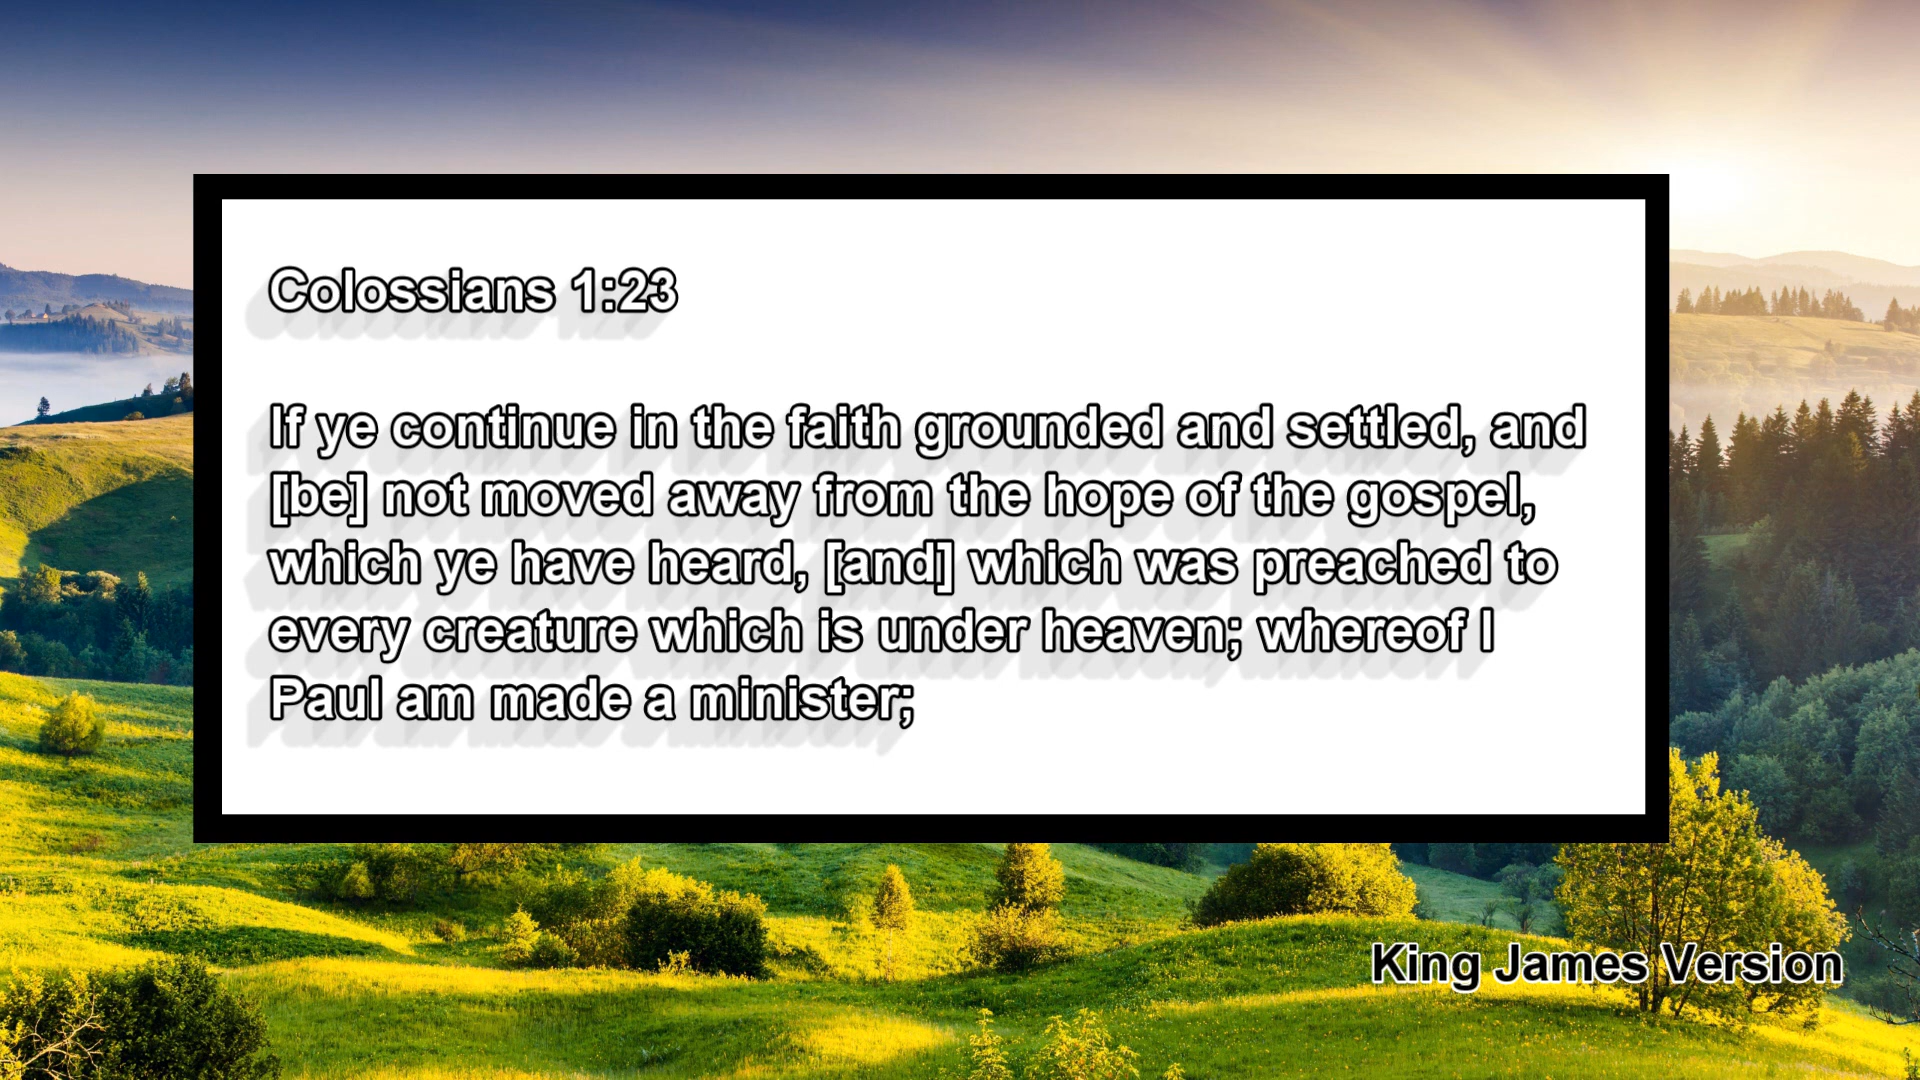 Colossians 1:23
If ye continue in the faith grounded and settled, and
[be] not moved away from the hope of the gospel,
which ye have heard, [and] which was preached to
every creature which is under heaven; whereof I
Paul am made a minister;
King James Version